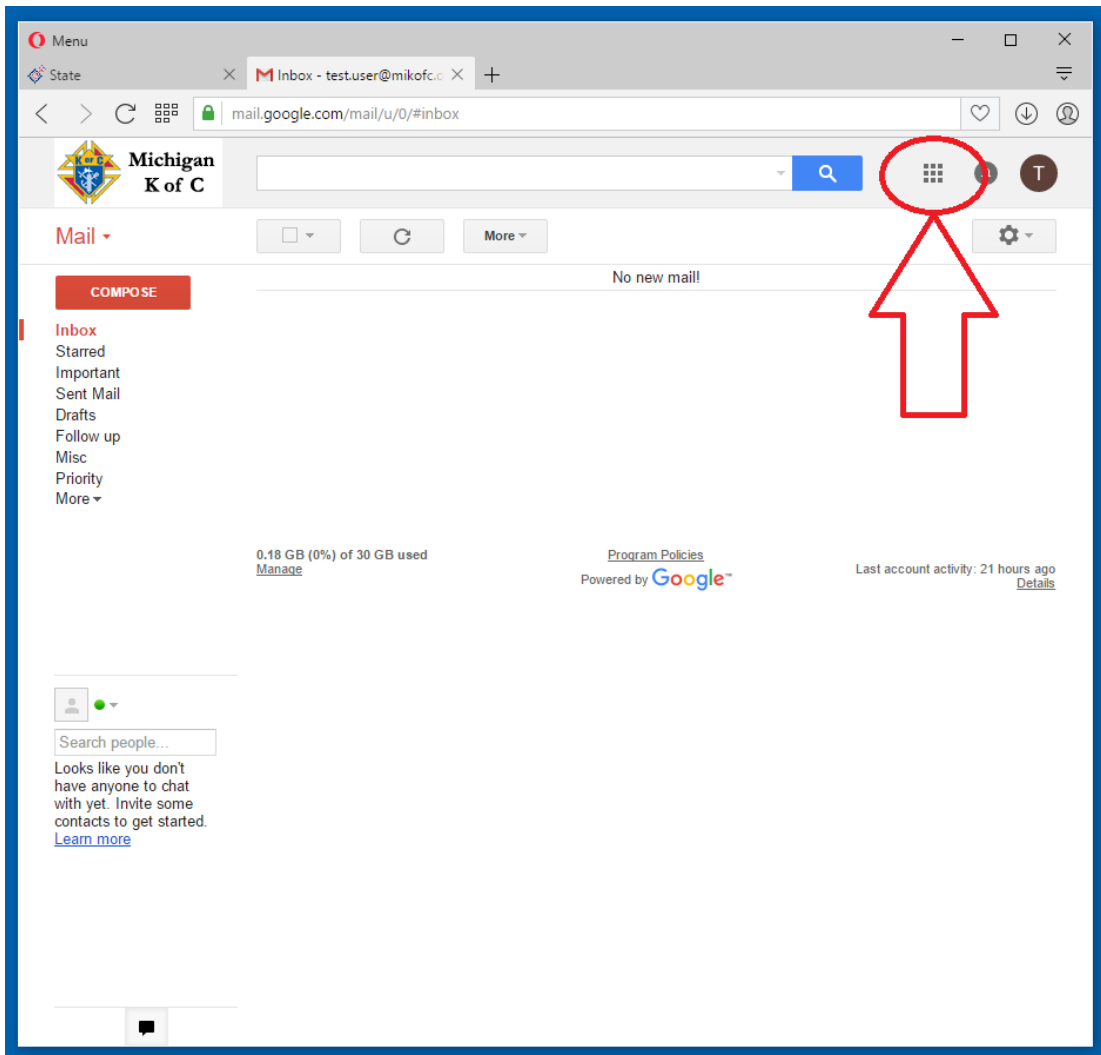 Menu
State
Inbox - test.user@mikofc.o
mail.google.com/mail/u/0/#inbox
K of C
Michigan
K of C
T
Mail
More
COMPOSE
No new mail!
Inbox
Starred
Important
Sent Mail
Drafts
Follow up
Misc
Priority
More
0.18 GB (0%) of 30 GB used
Manage
Program Policies
Powered by Google™
Last account activity: 21 hours ago
Details
Search people...
Looks like you don't
have anyone to chat
with yet. Invite some
contacts to get started.
Learn more